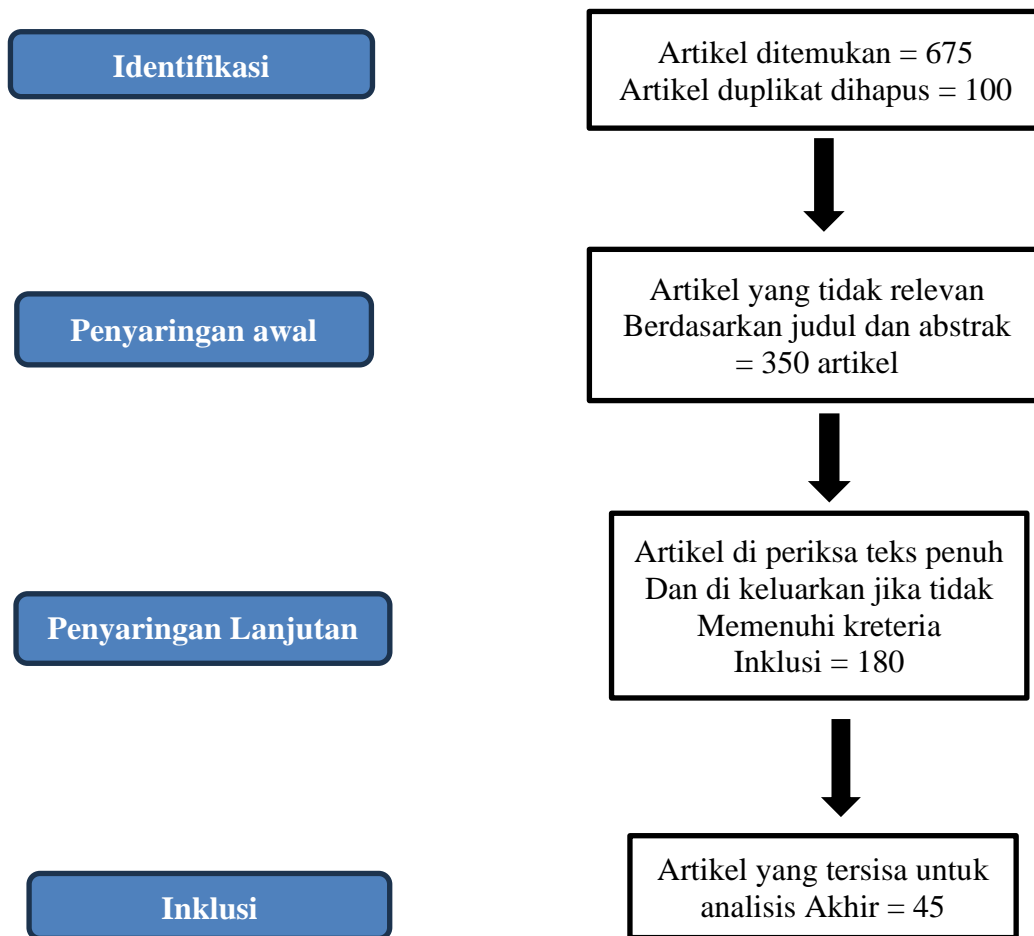 Identifikasi
Artikel ditemukan = 675
Artikel duplikat dihapus = 100
Penyaringan awal
Artikel yang tidak relevan
Berdasarkan judul dan abstrak
= 350 artikel
Penyaringan Lanjutan
Artikel di periksa teks penuh
Dan di keluarkan jika tidak
Memenuhi kreteria
Inklusi = 180
Inklusi
Artikel yang tersisa untuk
analisis Akhir = 45